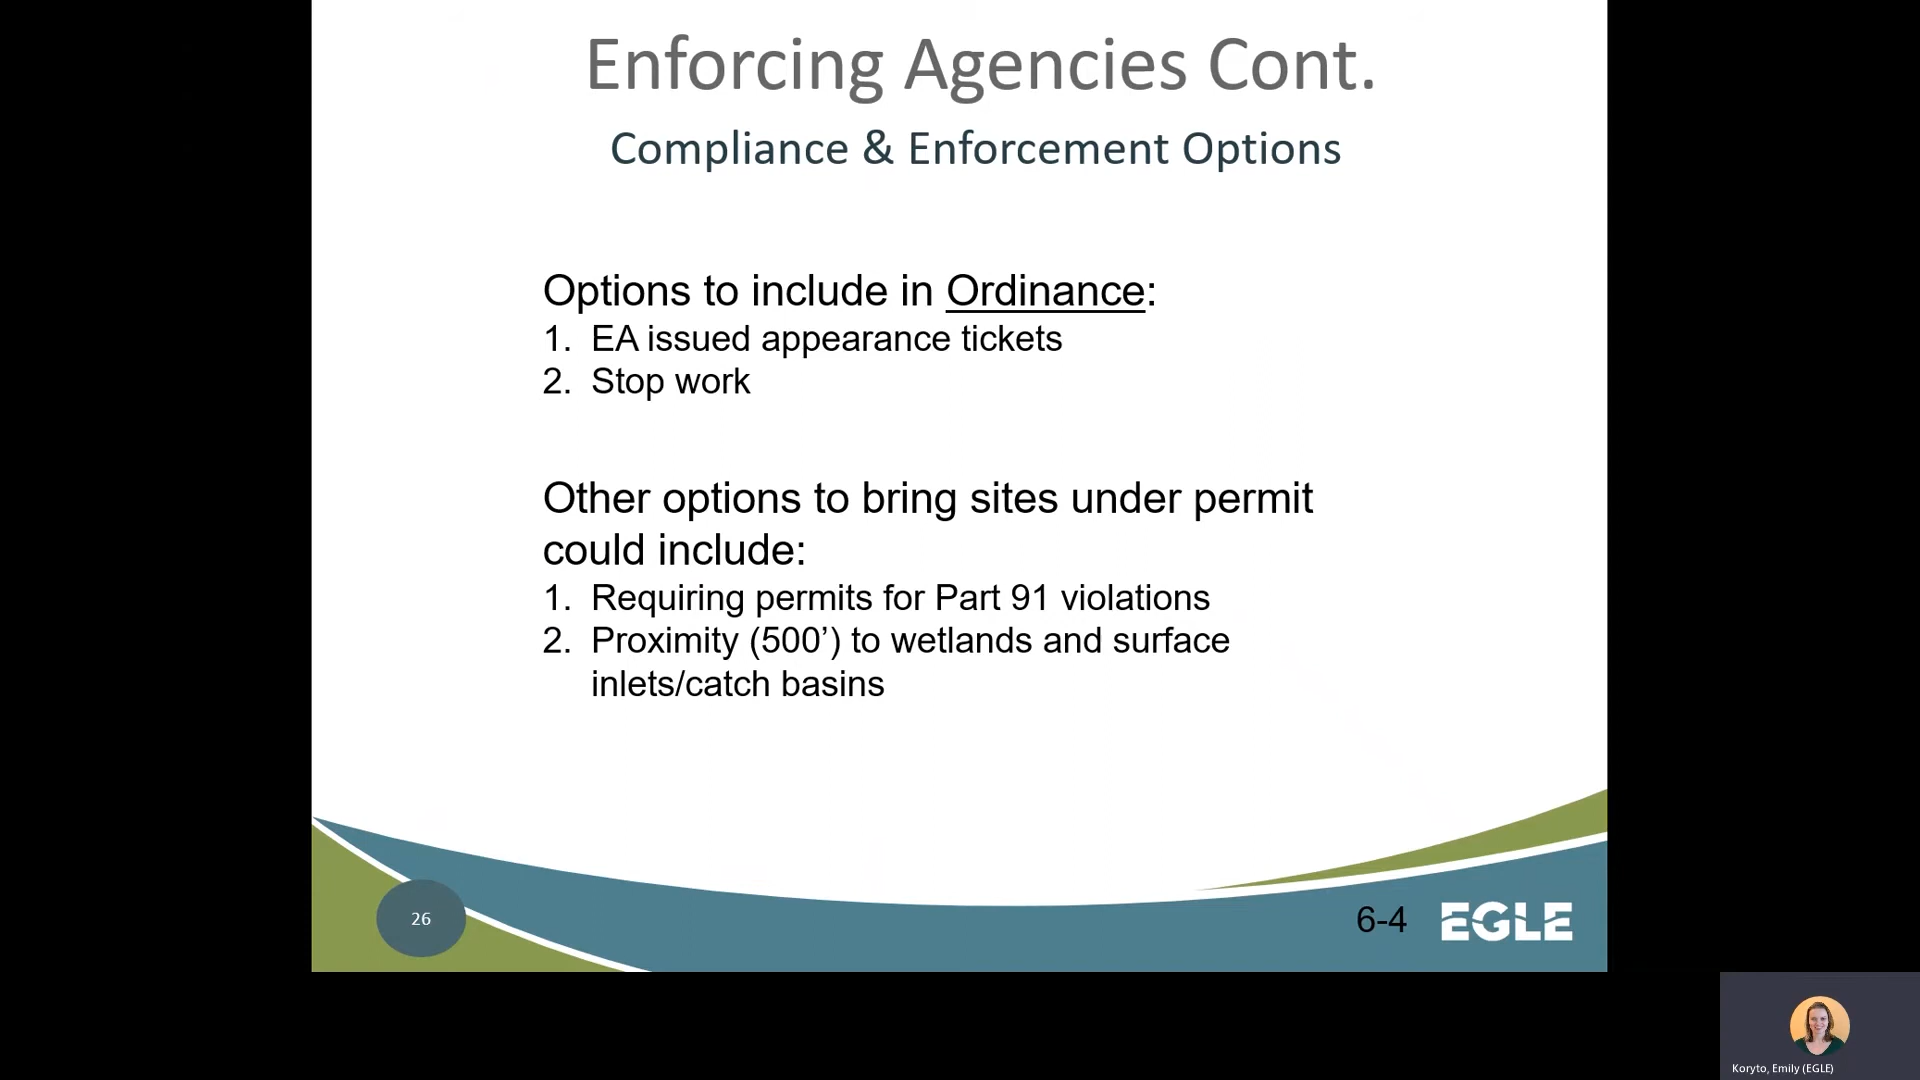 Enforcing Agencies Cont.
Compliance & Enforcement Options
Options to include in Ordinance:
1. EA issued appearance tickets
2. Stop work
Other options to bring sites under permit
could include:
1. Requiring permits for Part 91 violations
2. Proximity (500’) to wetlands and surface
inlets/catch basins
26
6-4
EGLE
Koryto, Emily (EGLE)